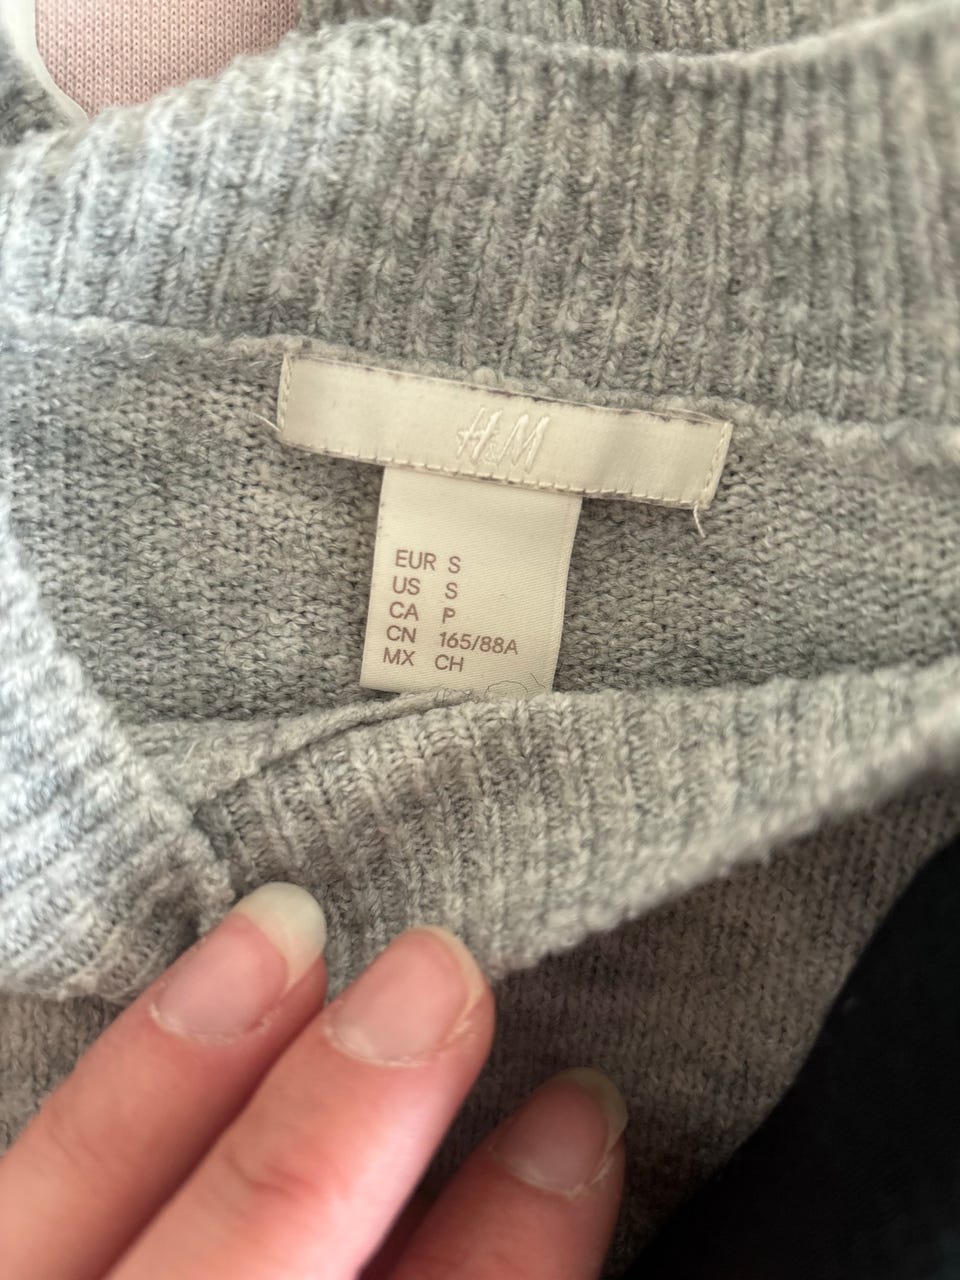 H&M
EUR S
US S
CA P
CN 165/88A
MX CH